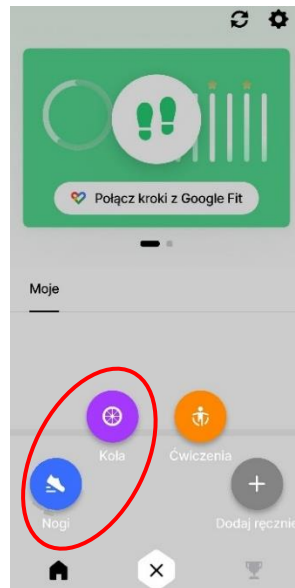 Połącz kroki z Google Fit
Moje
Koła
Ćwiczenia
Nogi
Dodaj ręcznie